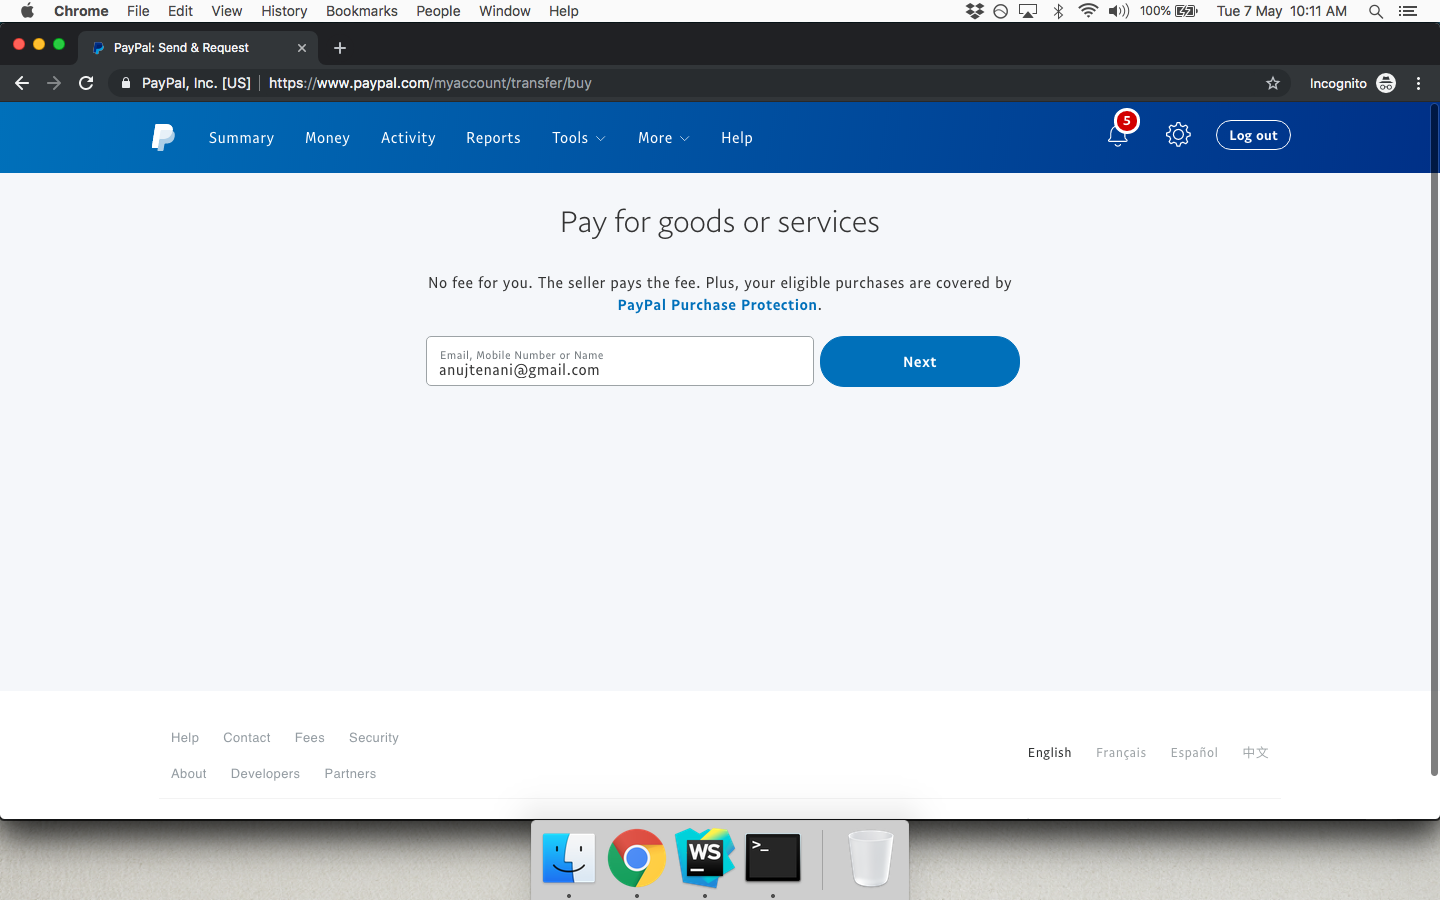 Chrome File Edit View History Bookmarks People Window Help 100% Tue 7 May 10:11 AM
PayPal: Send & Request
PayPal, Inc. [US] https://www.paypal.com/myaccount/transfer/buy Incognito
Summary Money Activity Reports Tools More Help 5 Log out
Pay for goods or services
No fee for you. The seller pays the fee. Plus, your eligible purchases are covered by
PayPal Purchase Protection.
Email, Mobile Number or Name
anujtenani@gmail.com
Next
Help Contact Fees Security
English Français Español 中文
About Developers Partners
WS
>_